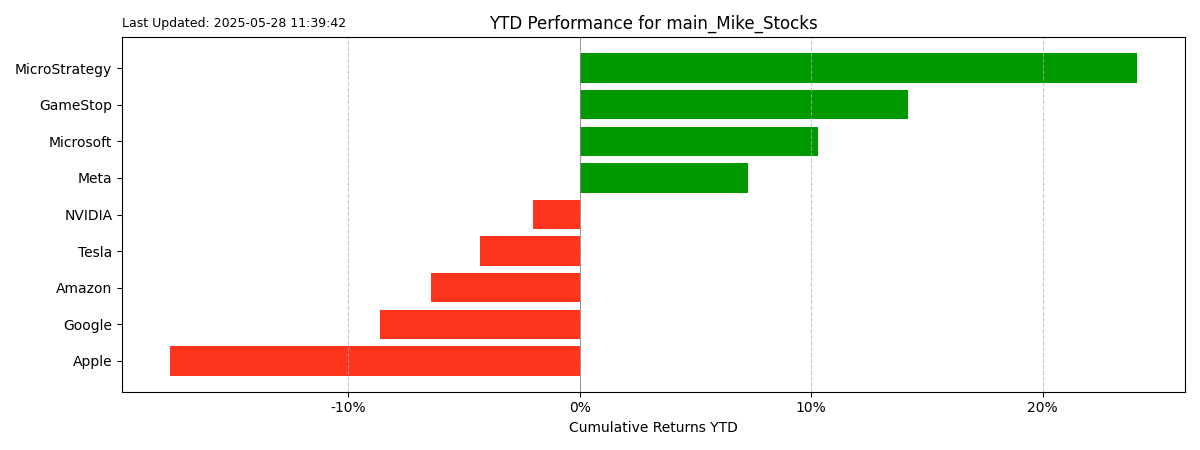 Last Updated: 2025-05-28 11:39:42
YTD Performance for main_Mike_Stocks
MicroStrategy
GameStop
Microsoft
Meta
NVIDIA
Tesla
Amazon
Google
Apple
-10%
0%
10%
20%
Cumulative Returns YTD